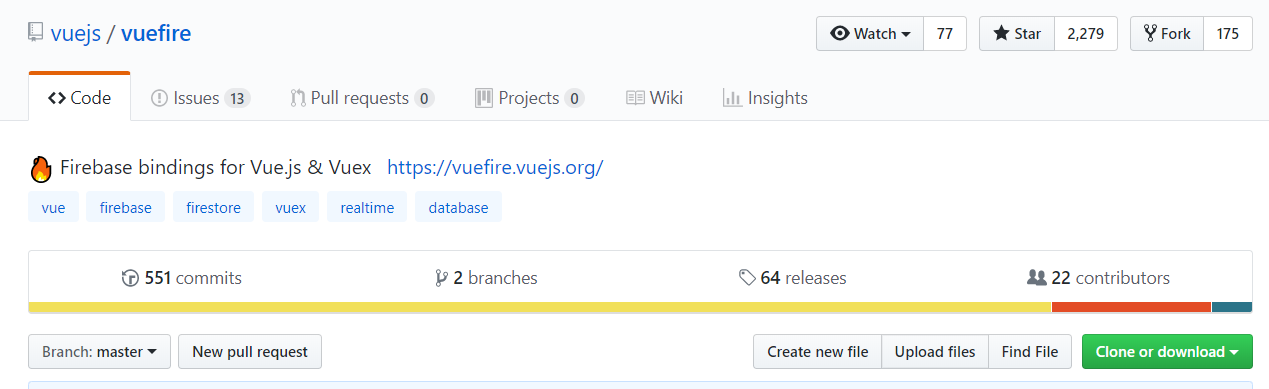 vuejs / vuefire Watch 77 Star 2,279 Fork 175
Code Issues 13 Pull requests 0 Projects 0 Wiki Insights
Firebase bindings for Vue.js & Vuex https://vuefire.vuejs.org/
vue firebase firestore vuex realtime database
551 commits 2 branches 64 releases 22 contributors
Branch: master New pull request Create new file Upload files Find File Clone or download